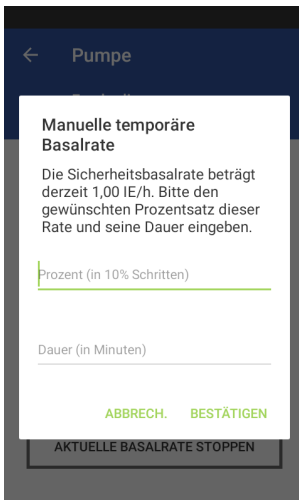 Pumpe
Manuelle temporäre
Basalrate
Die Sicherheitsbasalrate beträgt
derzeit 1,00 IE/h. Bitte den
gewünschten Prozentsatz dieser
Rate und seine Dauer eingeben.
Prozent (in 10% Schritten)
Dauer (in Minuten)
ABBRECH. BESTÄTIGEN
AKTUELLE BASALRATE STOPPEN